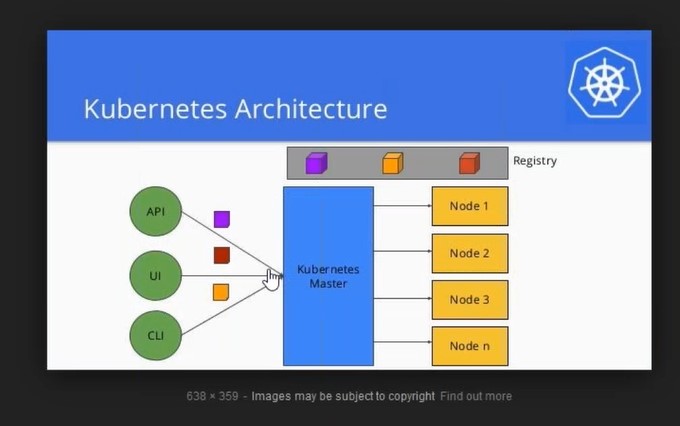 Kubernetes Architecture
Registry
API
UI
CLI
Kubernetes
Master
Node 1
Node 2
Node 3
Node n
638 × 359 - Images may be subject to copyright Find out more